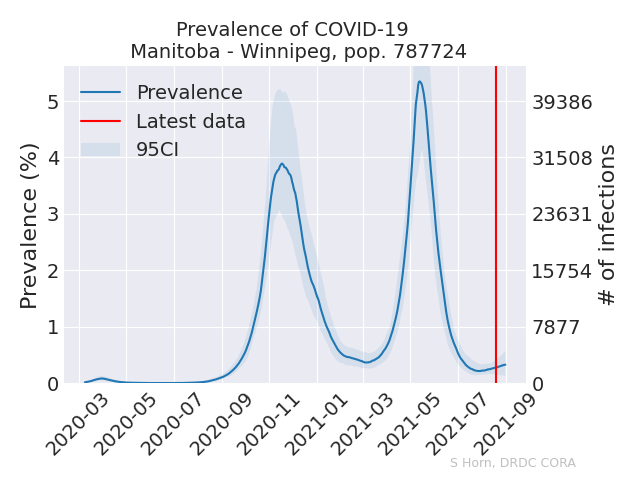 Prevalence of COVID-19
Manitoba - Winnipeg, pop. 787724
Prevalence
Latest data
95CI
Prevalence (%)
5
4
3
2
1
0
39386
31508
23631
15754
7877
0
# of infections
2020-03
2020-05
2020-07
2020-09
2020-11
2021-01
2021-03
2021-05
2021-07
2021-09
S Horn, DRDC CORA